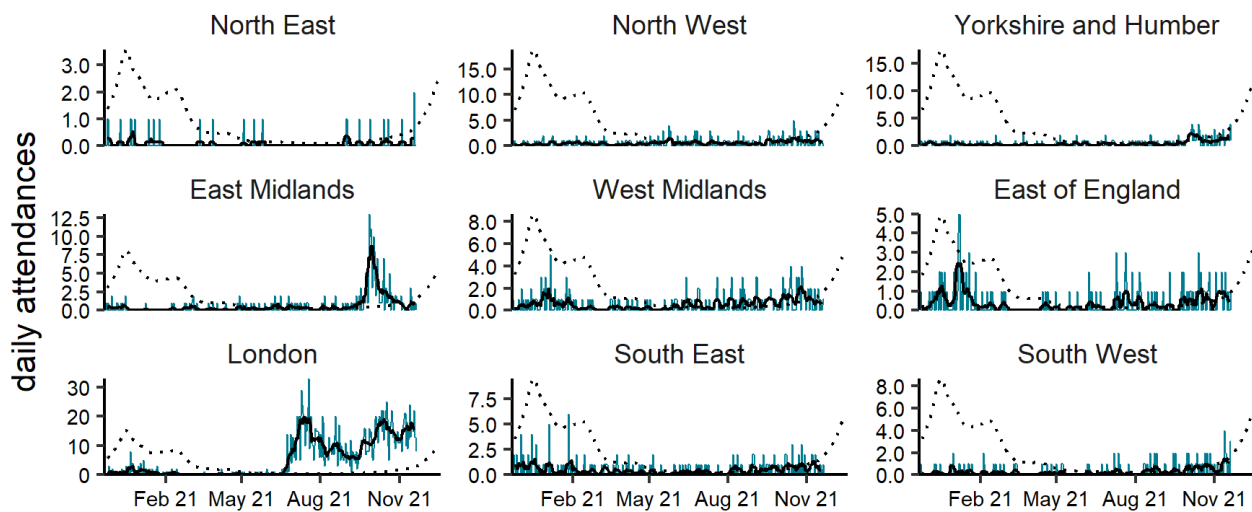 North East North West Yorkshire and Humber
3.0 15.0 15.0
2.0 10.0 10.0
1.0 5.0 5.0
0.0 0.0 0.0
East Midlands West Midlands East of England
12.5 8.0 5.0
10.0 6.0 4.0
7.5 4.0 3.0
5.0 2.0 2.0
2.5 0.0 1.0
0.0 0.0
daily attendances
London South East South West
30 7.5 8.0
20 5.0 6.0
10 2.5 4.0
0 0.0 2.0
0.0
Feb 21 May 21 Aug 21 Nov 21 Feb 21 May 21 Aug 21 Nov 21 Feb 21 May 21 Aug 21 Nov 21